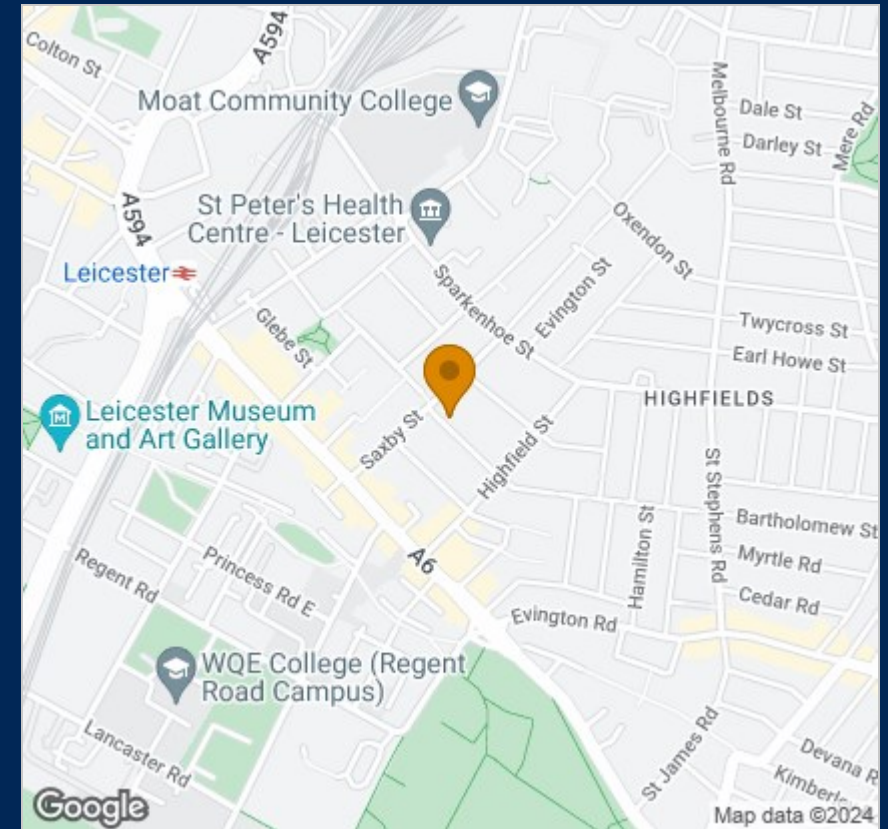 Colton St
A594
Moat Community College
Melbourne Rd
Dale St
Darley St
Mere Rd
A594
St Peter's Health
Centre - Leicester
Oxendon St
Leicester
Sparkenhoe St
Evington St
Glebe St
Twycross St
Earl Howe St
HIGHFIELDS
Leicester Museum
and Art Gallery
Saxby St
Highfield St
St Stephens Rd
Hamilton St
Bartholomew St
Myrtle Rd
Cedar Rd
A6
Princess Rd E
Regent Rd
Evington Rd
WQE College (Regent
Road Campus)
Lancaster Rd
St James Rd
Devana R
Kimberle
Google
Map data ©2024